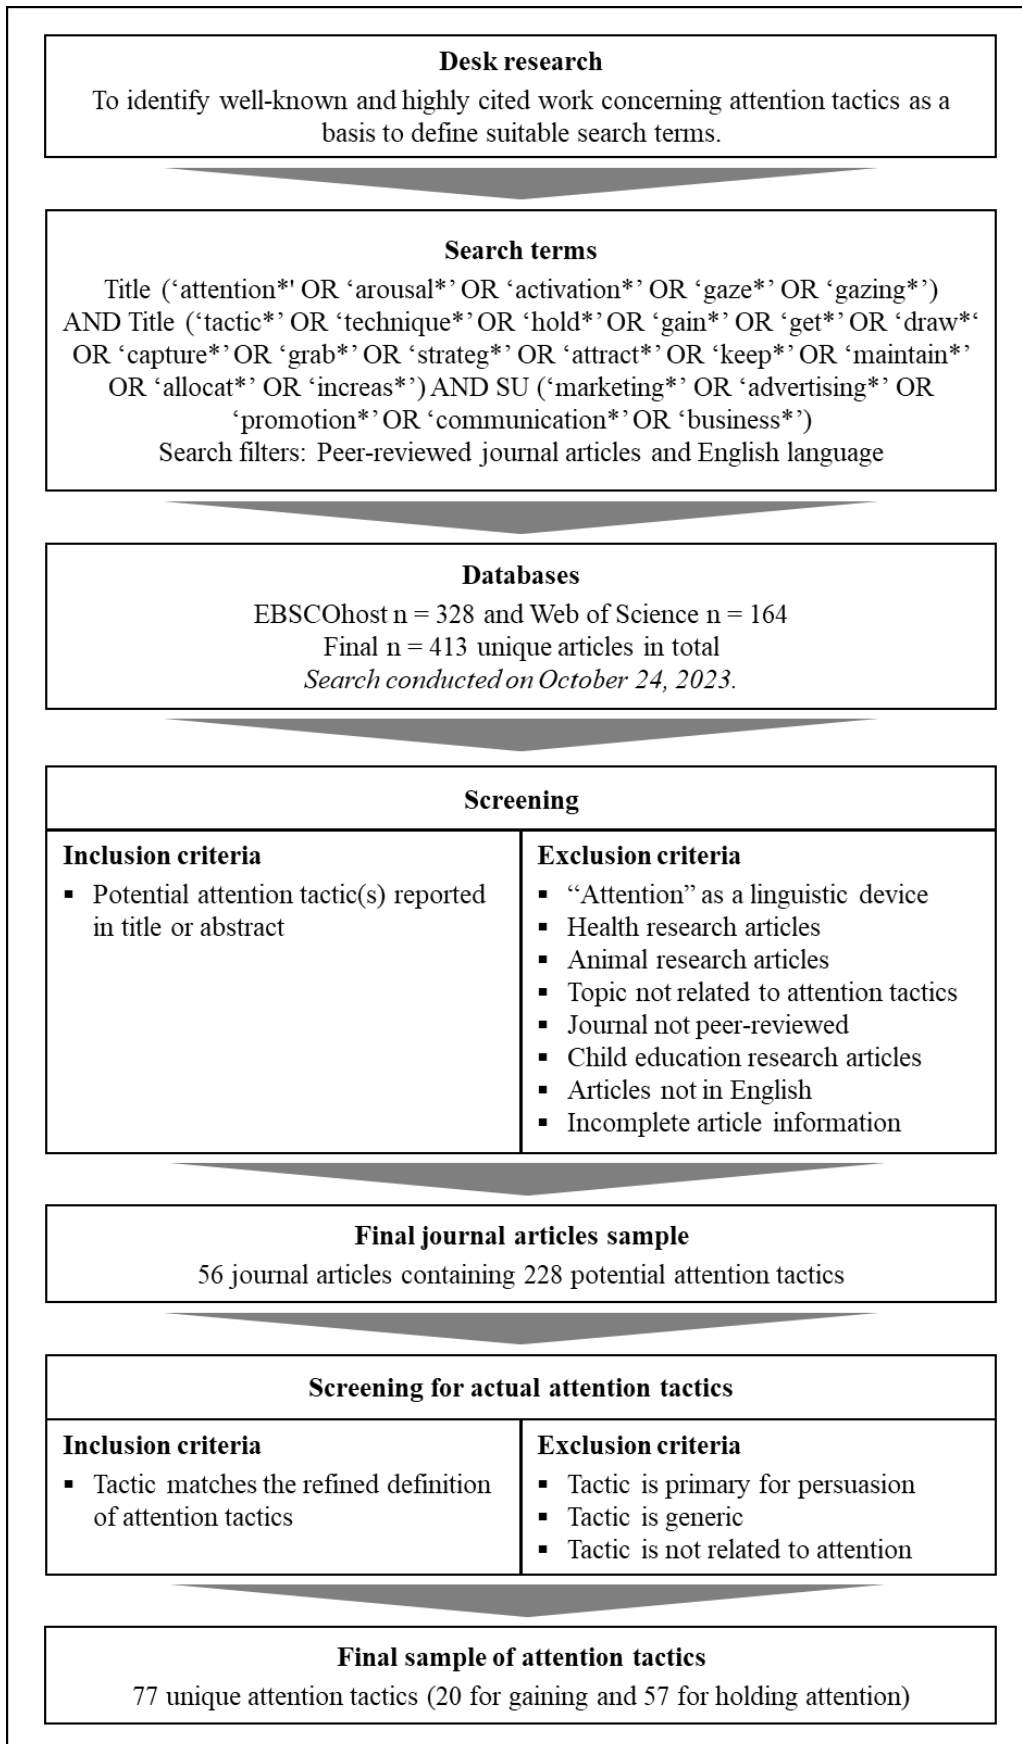 Desk research
To identify well-known and highly cited work concerning attention tactics as a
basis to define suitable search terms.
Search terms
Title (‘attention*' OR ‘arousal*’ OR ‘activation*’ OR ‘gaze*’ OR ‘gazing*’)
AND Title (‘tactic*’ OR ‘technique*’ OR ‘hold*’ OR ‘gain*’ OR ‘get*’ OR ‘draw*‘
OR ‘capture*’ OR ‘grab*’ OR ‘strateg*’ OR ‘attract*’ OR ‘keep*’ OR ‘maintain*’
OR ‘allocat*’ OR ‘increas*’) AND SU (‘marketing*’ OR ‘advertising*’ OR
‘promotion*’ OR ‘communication*’ OR ‘business*’)
Search filters: Peer-reviewed journal articles and English language
Databases
EBSCOhost n = 328 and Web of Science n = 164
Final n = 413 unique articles in total
Search conducted on October 24, 2023.
Screening
Inclusion criteria
▪ Potential attention tactic(s) reported
in title or abstract
Exclusion criteria
▪ “Attention” as a linguistic device
▪ Health research articles
▪ Animal research articles
▪ Topic not related to attention tactics
▪ Journal not peer-reviewed
▪ Child education research articles
▪ Articles not in English
▪ Incomplete article information
Final journal articles sample
56 journal articles containing 228 potential attention tactics
Screening for actual attention tactics
Inclusion criteria
▪ Tactic matches the refined definition
of attention tactics
Exclusion criteria
▪ Tactic is primary for persuasion
▪ Tactic is generic
▪ Tactic is not related to attention
Final sample of attention tactics
77 unique attention tactics (20 for gaining and 57 for holding attention)